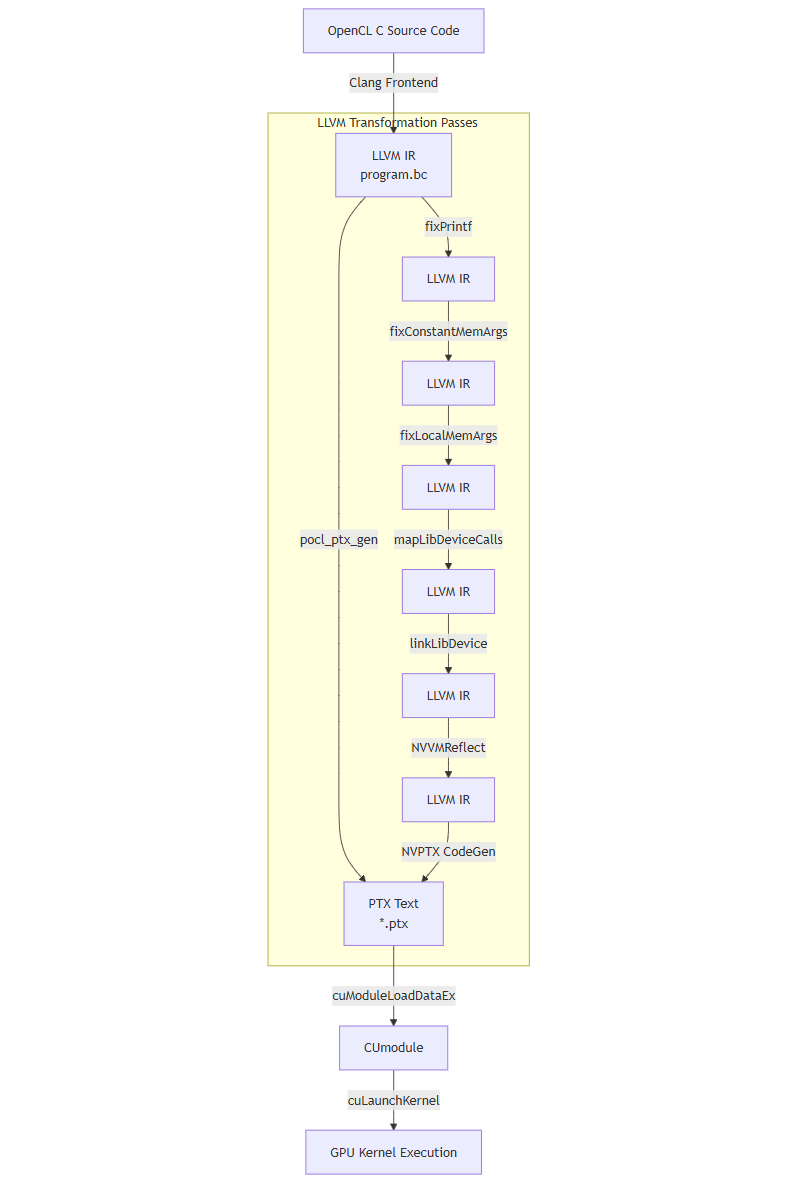 OpenCL C Source Code
Clang Frontend
LLVM Transformation Passes
LLVM IR
program.bc
fixPrintf
LLVM IR
fixConstantMemArgs
LLVM IR
fixLocalMemArgs
LLVM IR
pocl_ptx_gen
mapLibDeviceCalls
LLVM IR
linkLibDevice
LLVM IR
NVVMReflect
LLVM IR
NVPTX CodeGen
PTX Text
*.ptx
cuModuleLoadDataEx
CUmodule
cuLaunchKernel
GPU Kernel Execution